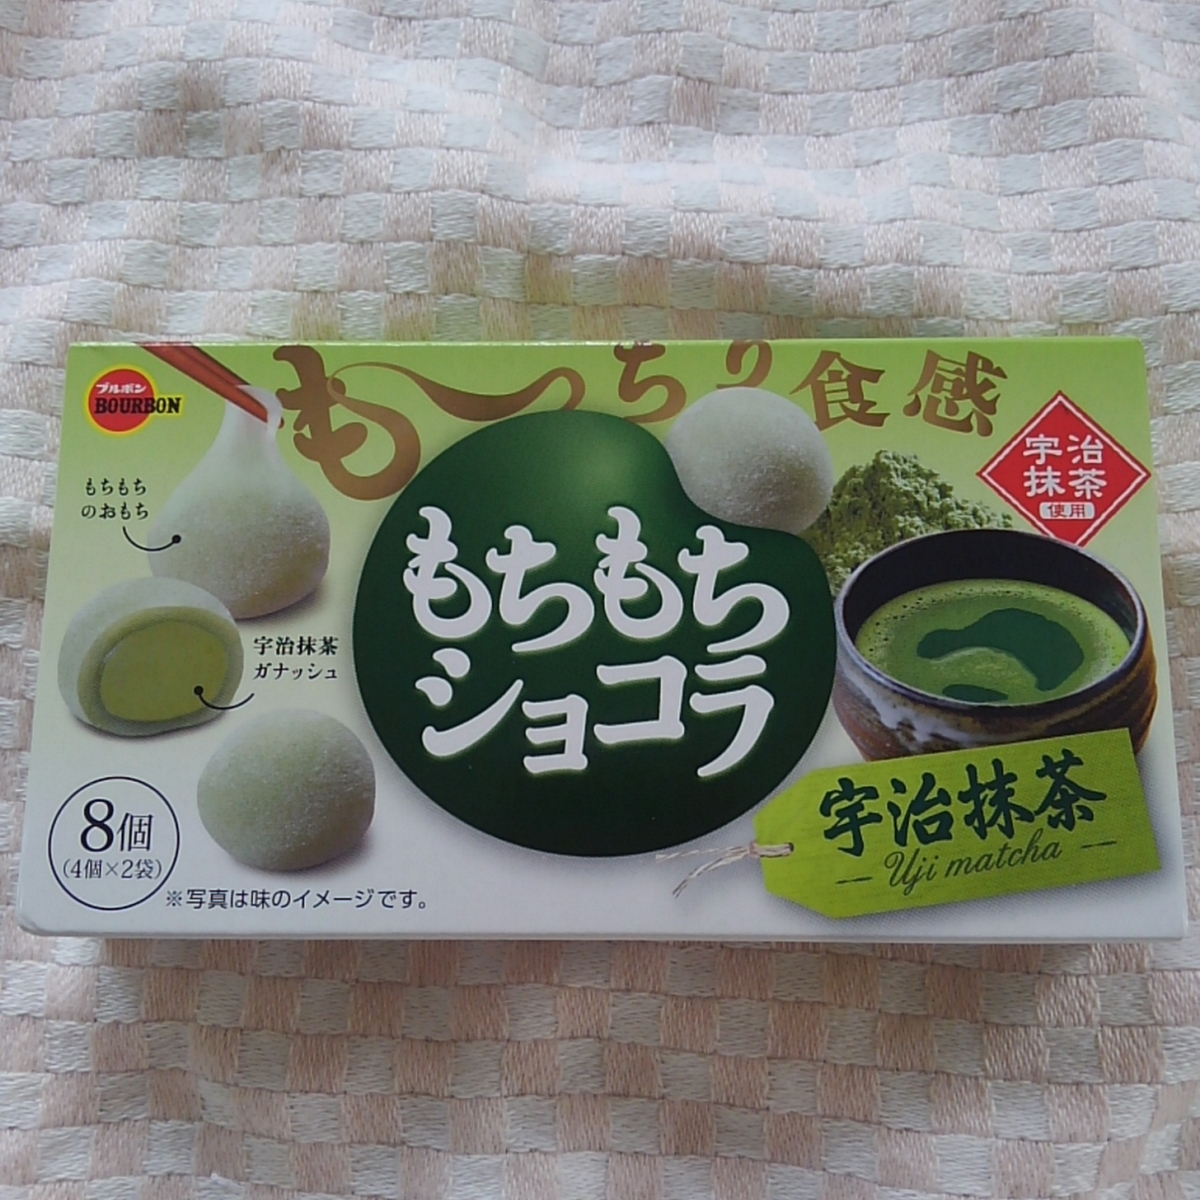 ブルボン
BOURBON
も〜っちり食感
宇治
抹茶
使用
もちもち
のおもち
もちもち
ショコラ
宇治抹茶
ガナッシュ
宇治抹茶
Uji matcha
8個
(4個×2袋)
※写真は味のイメージです。